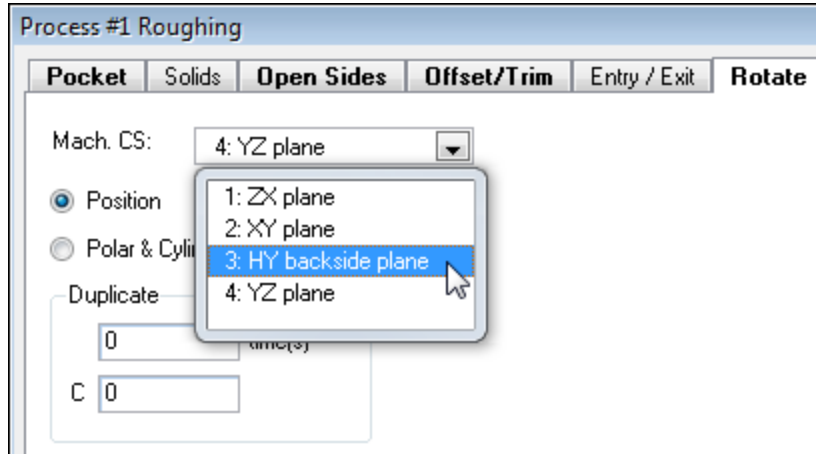 Process #1 Roughing
Pocket Solids Open Sides Offset/Trim Entry / Exit Rotate
Mach. CS: 4: YZ plane
1: ZX plane
Position
2: XY plane
Polar & Cyli
3: HY backside plane
4: YZ plane
Duplicate
0 time(s)
C 0